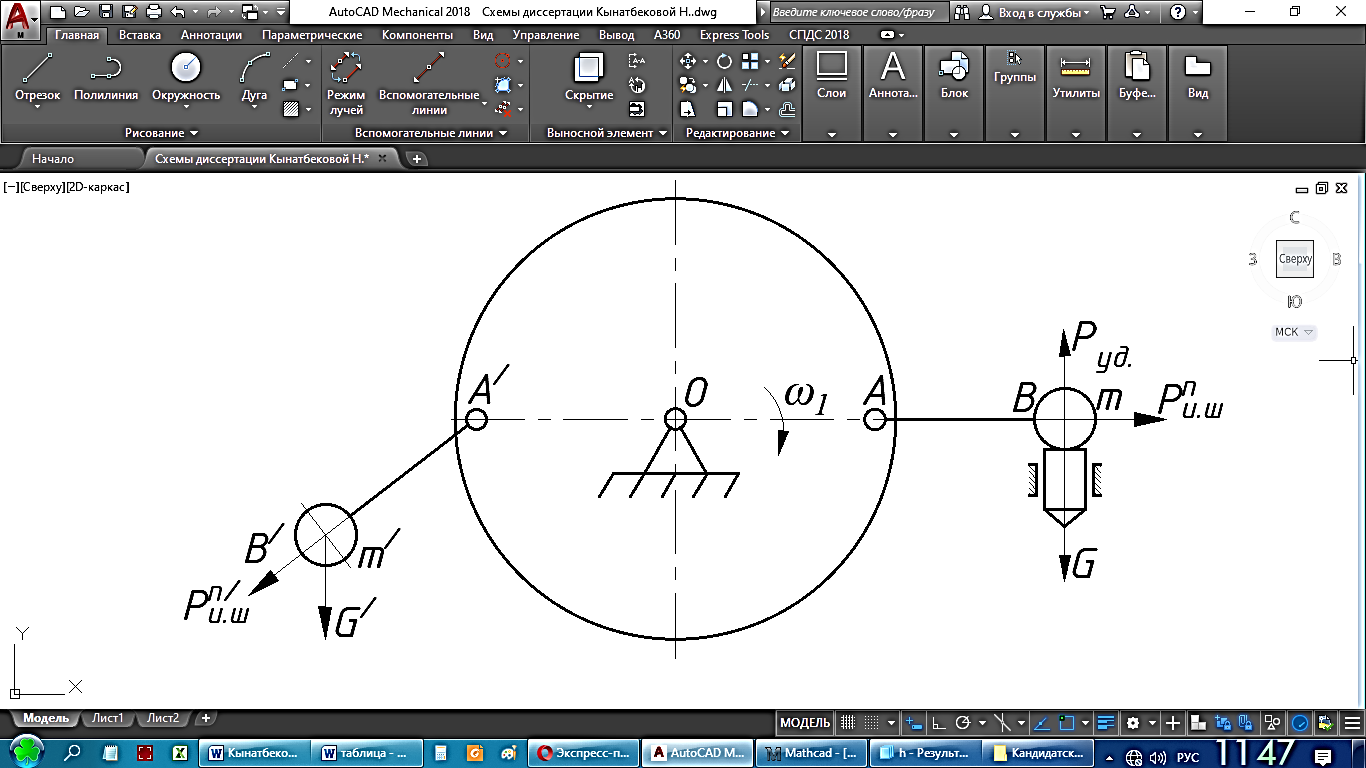 AutoCAD Mechanical 2018 Схемы диссертации Кынатбековой Н..dwg
Введите ключевое слово/фразу
Вход в службы
M
Главная Вставка Аннотации Параметрические Компоненты Вид Управление Вывод A360 Express Tools СПДС 2018
Отрезок Полилиния Окружность Дуга
Режим лучей
Вспомогательные линии
Скрытие
Слои Аннота... Блок Группы Утилиты Буфе... Вид
Рисование Вспомогательные линии Выносной элемент Редактирование
Начало Схемы диссертации Кынатбековой Н.*
[−][Сверху][2D-каркас]
С
З Сверху В
Ю
МСК
P уд.
A′ O ω1 A B m Pпи.ш
B′ m′
G
Pп′и.ш G′
Y
X
Модель Лист1 Лист2
МОДЕЛЬ
Кынатбеко... таблица - ... Экспресс-п... AutoCAD M... Mathcad - [... h - Результ... Кандидатск... РУС 11 47